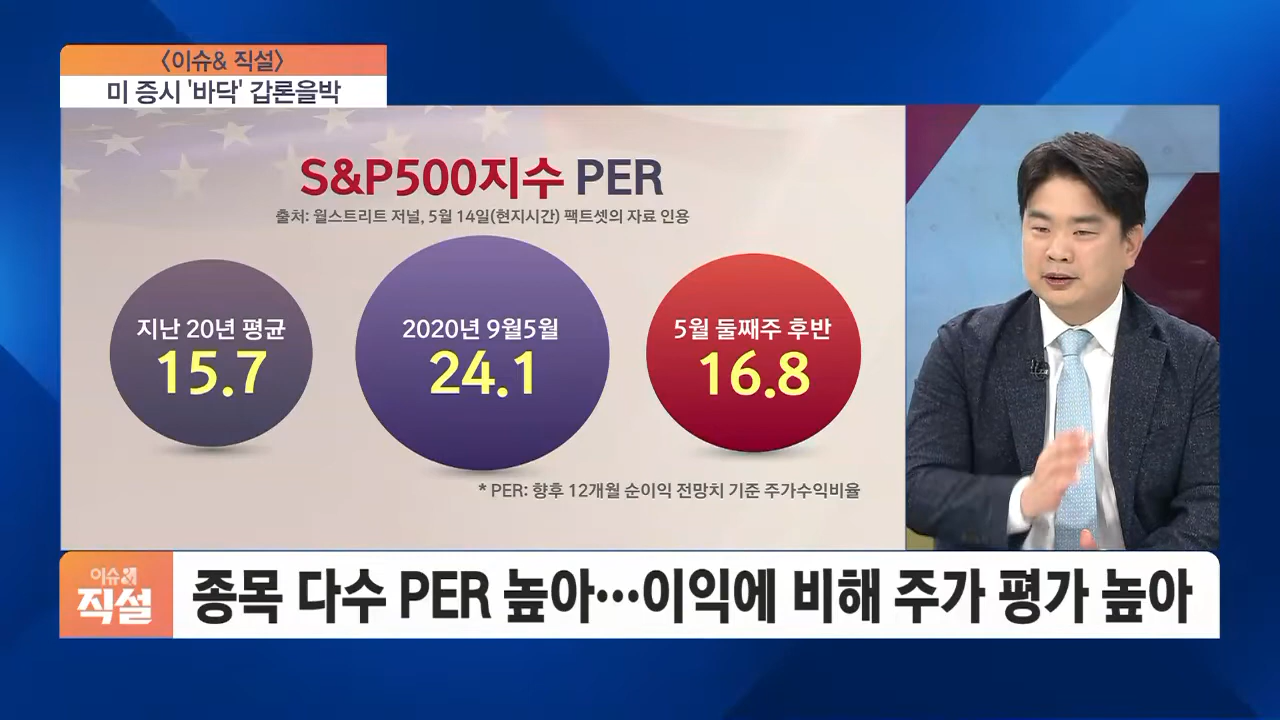 〈이슈& 직설〉
미 증시 '바닥' 갑론을박
S&P500지수 PER
출처: 월스트리트 저널, 5월 14일(현지시간) 팩트셋의 자료 인용
지난 20년 평균
15.7
2020년 9월5월
24.1
5월 둘째주 후반
16.8
* PER: 향후 12개월 순이익 전망치 기준 주가수익비율
이슈&
직설
종목 다수 PER 높아…이익에 비해 주가 평가 높아